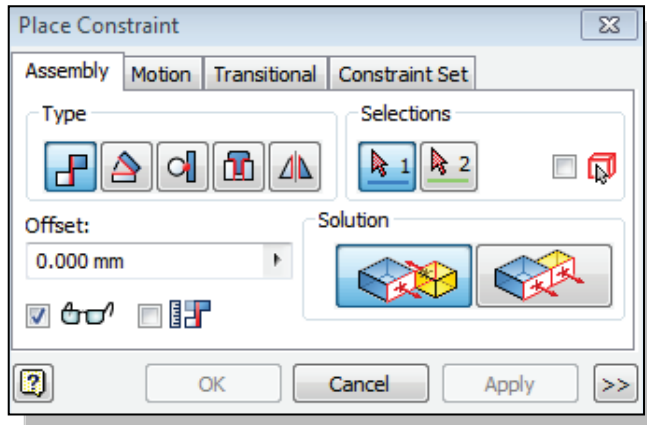 Place Constraint
Assembly Motion Transitional Constraint Set
Type
Selections
1 2
Offset:
0.000 mm
Solution
? OK Cancel Apply >>